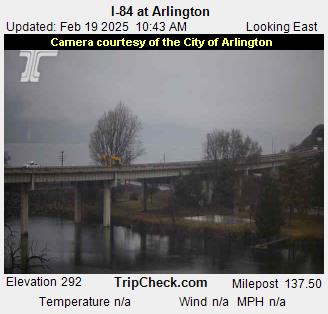 I-84 at Arlington
Updated: Feb 19 2025 10:43 AM Looking East
Camera courtesy of the City of Arlington
Elevation 292 TripCheck.com Milepost 137.50
Temperature n/a Wind n/a MPH n/a